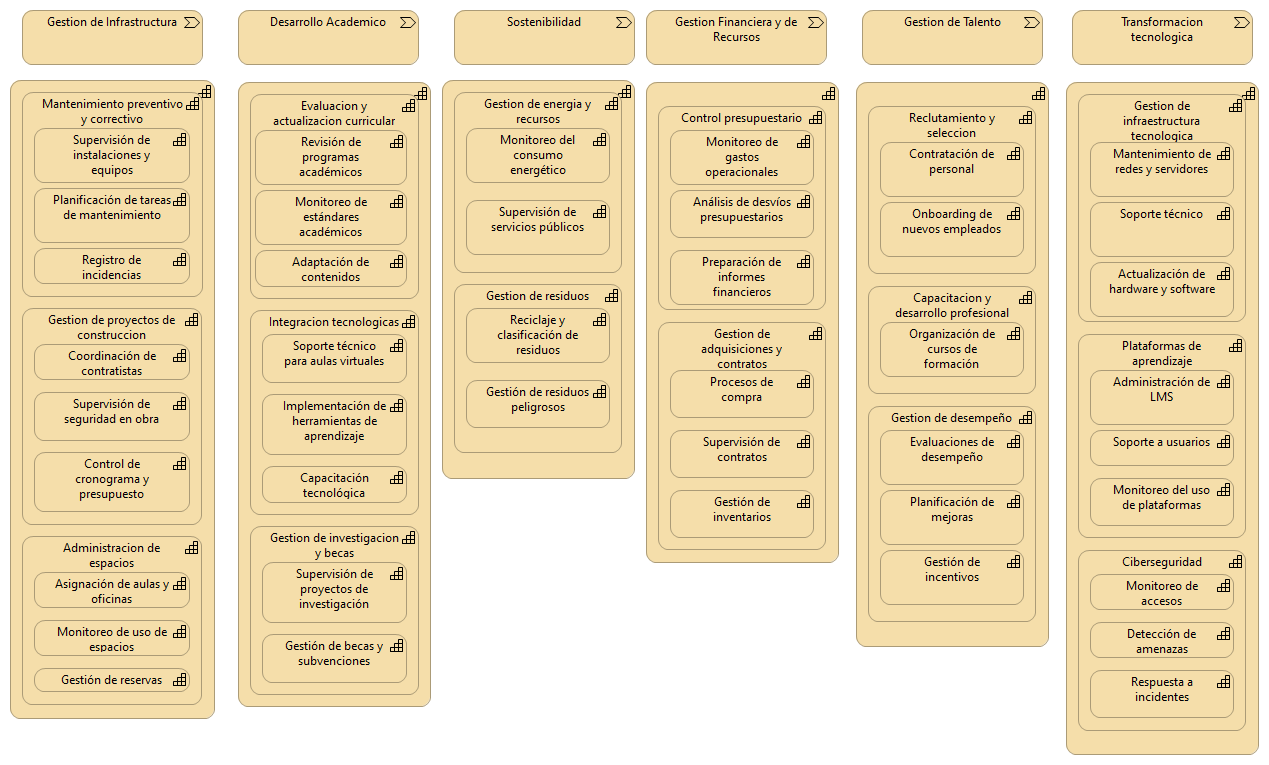 Gestion de Infrastructura
Desarrollo Academico
Sostenibilidad
Gestion Financiera y de
Recursos
Gestion de Talento
Transformacion
tecnologica
Mantenimiento preventivo
y correctivo
Supervisión de
instalaciones y
equipos
Planificación de tareas
de mantenimiento
Registro de
incidencias
Gestion de proyectos de
construccion
Coordinación de
contratistas
Supervisión de
seguridad en obra
Control de
cronograma y
presupuesto
Administracion de
espacios
Asignación de aulas y
oficinas
Monitoreo de uso de
espacios
Gestión de reservas
Evaluacion y
actualizacion curricular
Revisión de
programas
académicos
Monitoreo de
estándares
académicos
Adaptación de
contenidos
Integracion tecnologicas
Soporte técnico
para aulas virtuales
Implementación de
herramientas de
aprendizaje
Capacitación
tecnológica
Gestion de investigacion
y becas
Supervisión de
proyectos de
investigación
Gestión de becas y
subvenciones
Gestion de energia y
recursos
Monitoreo del
consumo
energético
Supervisión de
servicios públicos
Gestion de residuos
Reciclaje y
clasificación de
residuos
Gestión de residuos
peligrosos
Control presupuestario
Monitoreo de
gastos
operacionales
Análisis de desvíos
presupuestarios
Preparación de
informes
financieros
Gestion de
adquisiciones y
contratos
Procesos de
compra
Supervisión de
contratos
Gestión de
inventarios
Reclutamiento y
seleccion
Contratación de
personal
Onboarding de
nuevos empleados
Capacitacion y
desarrollo profesional
Organización de
cursos de
formación
Gestion de desempeño
Evaluaciones de
desempeño
Planificación de
mejoras
Gestión de
incentivos
Gestion de
infraestructura
tecnologica
Mantenimiento de
redes y servidores
Soporte técnico
Actualización de
hardware y software
Plataformas de
aprendizaje
Administración de
LMS
Soporte a usuarios
Monitoreo del uso
de plataformas
Ciberseguridad
Monitoreo de
accesos
Detección de
amenazas
Respuesta a
incidentes